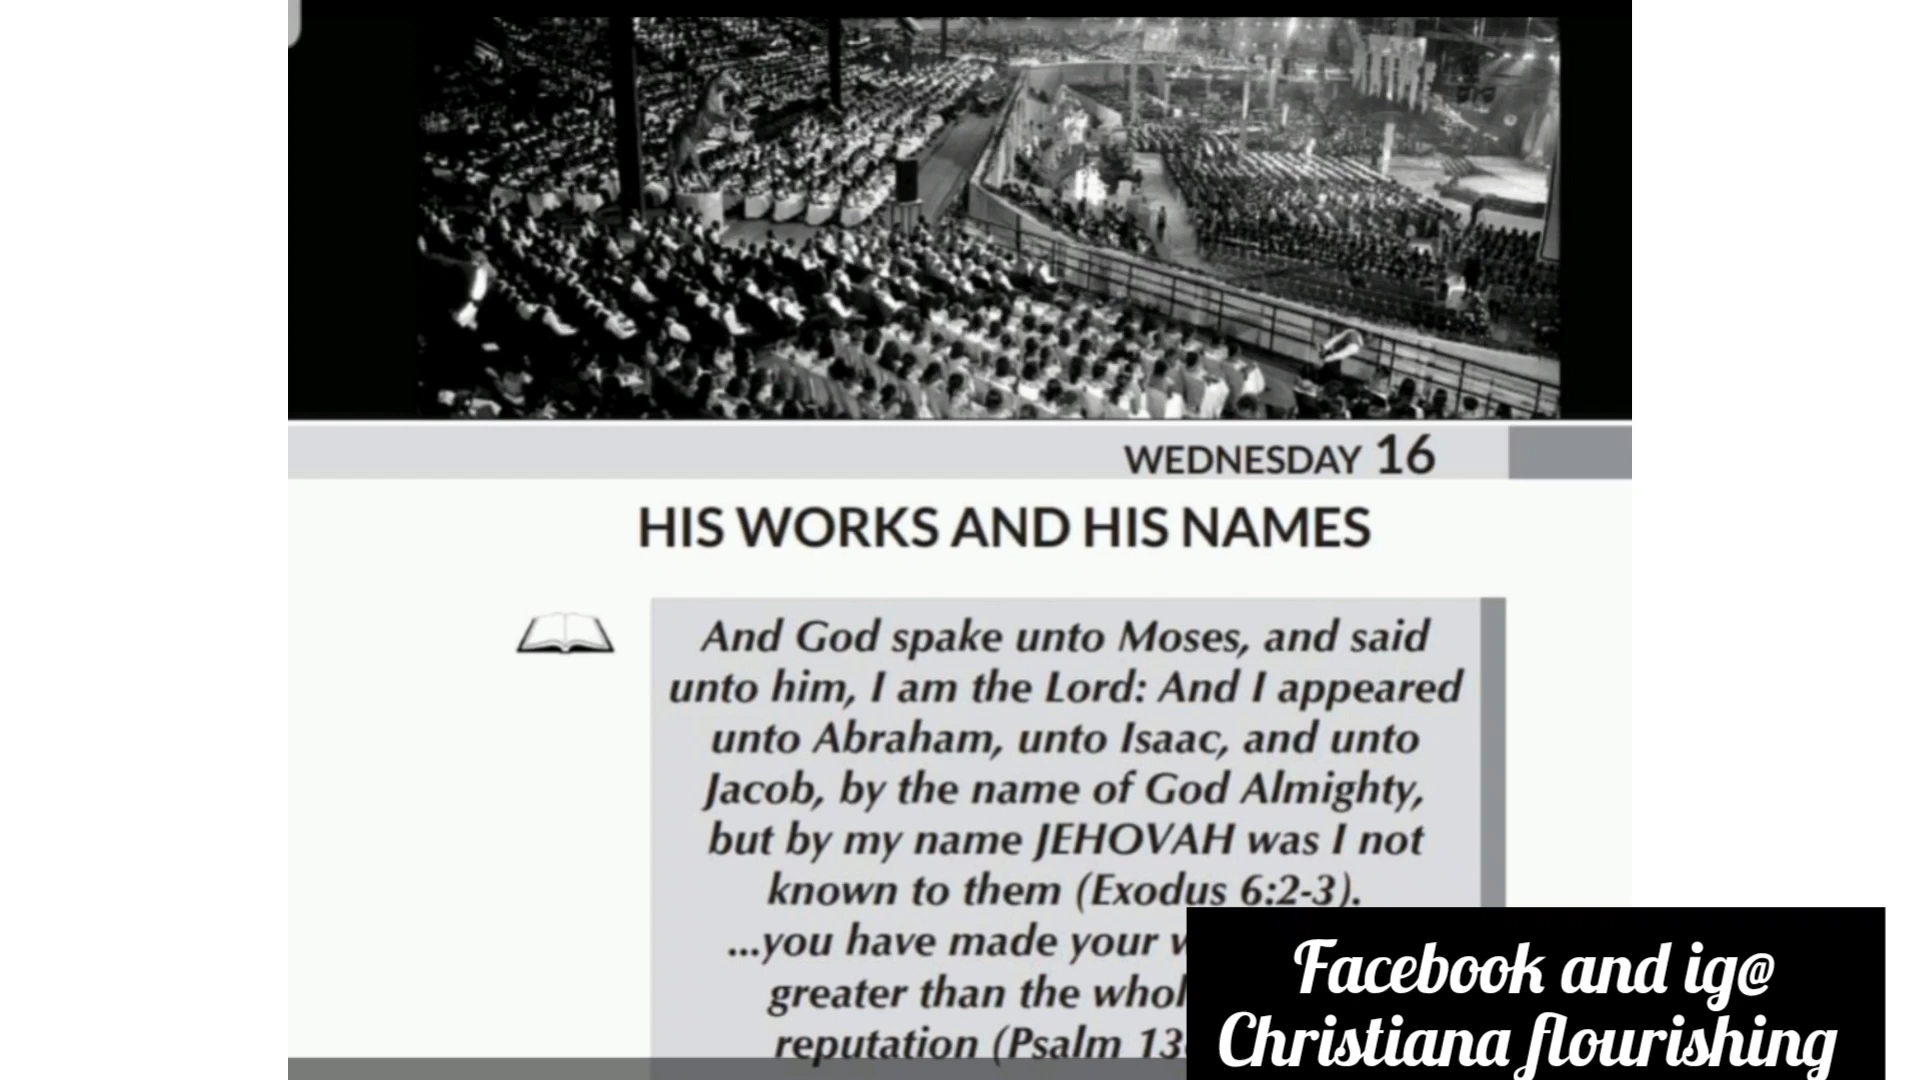 WEDNESDAY 16
HIS WORKS AND HIS NAMES
And God spake unto Moses, and said
unto him, I am the Lord: And I appeared
unto Abraham, unto Isaac, and unto
Jacob, by the name of God Almighty,
but by my name JEHOVAH was I not
known to them (Exodus 6:2-3).
...you have made your
greater than the
reputation (Psalm
Facebook and ig@
Christiana flourishing